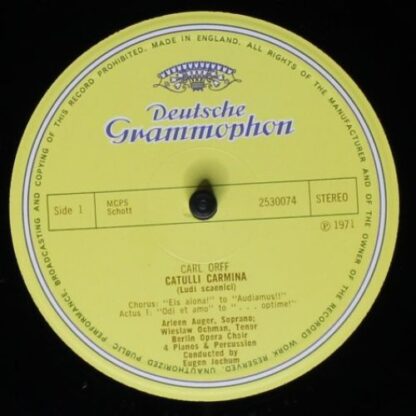 BROADCASTING AND COPYING OF THIS RECORD PROHIBITED. MADE IN ENGLAND. ALL RIGHTS OF THE MANUFACTURER AND OF THE OWNER OF THE RECORDED WORK RESERVED. UNAUTHORIZED PUBLIC PERFORMANCE,
Deutsche
Grammophon
Side 1
MCPS
Schott
2530074
STEREO
℗ 1971
CARL ORFF
CATULLI CARMINA
(Ludi scaenici)
Chorus: "Eis aiona!" to "Audiamus!!"
Actus 1: "Odi et amo" to ". . . optime!"
Arleen Auger, Soprano;
Wieslaw Ochman, Tenor
Berlin Opera Choir
4 Pianos & Percussion
Conducted by
Eugen Jochum